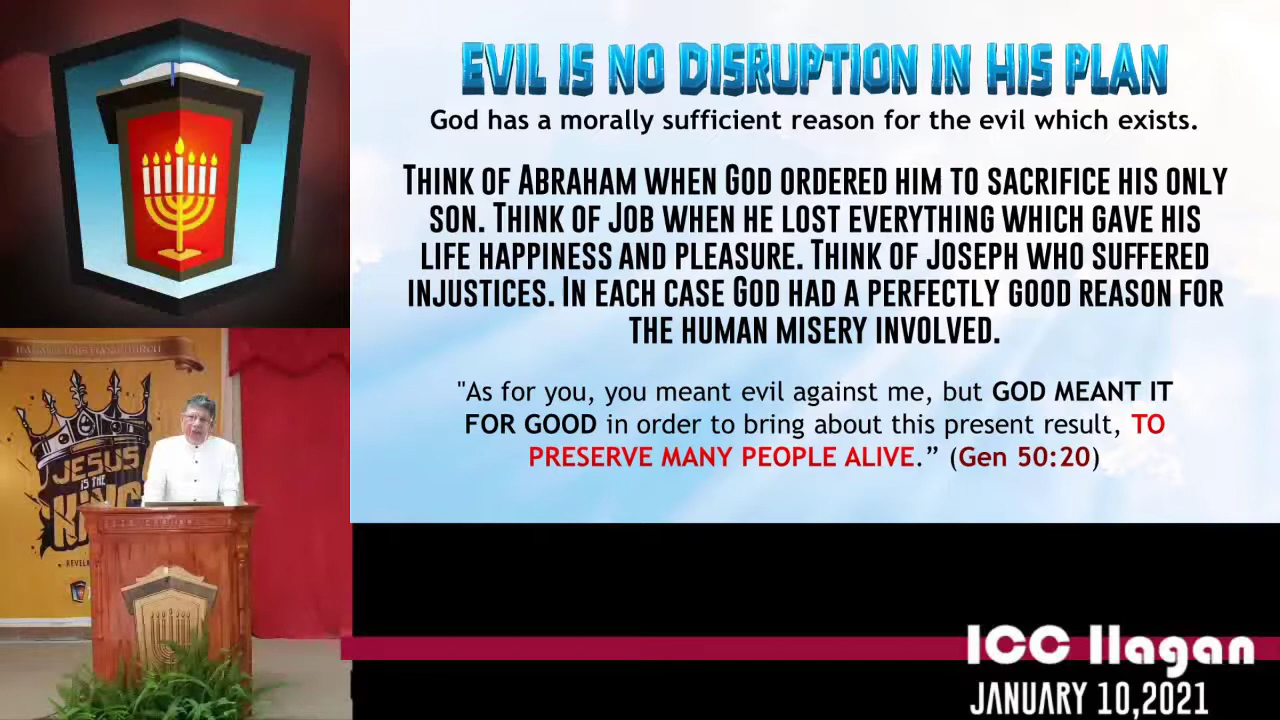 EVIL IS NO DISRUPTION IN HIS PLAN
God has a morally sufficient reason for the evil which exists.
THINK OF ABRAHAM WHEN GOD ORDERED HIM TO SACRIFICE HIS ONLY
SON. THINK OF JOB WHEN HE LOST EVERYTHING WHICH GAVE HIS
LIFE HAPPINESS AND PLEASURE. THINK OF JOSEPH WHO SUFFERED
INJUSTICES. IN EACH CASE GOD HAD A PERFECTLY GOOD REASON FOR
THE HUMAN MISERY INVOLVED.
"As for you, you meant evil against me, but GOD MEANT IT
FOR GOOD in order to bring about this present result, TO
PRESERVE MANY PEOPLE ALIVE.” (Gen 50:20)
JESUS
IS THE
KING
ICC Ilagan
JANUARY 10,2021